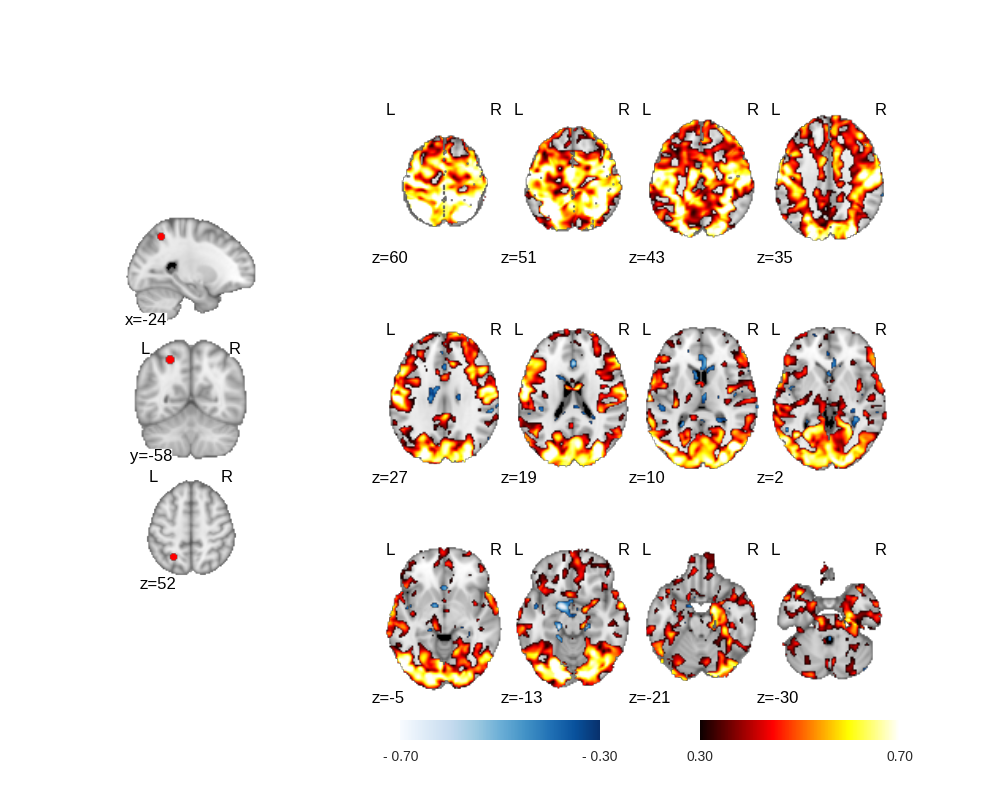 L R L R L R L R
z=60 z=51 z=43 z=35
x=-24
L R L R L R L R
L R
y=-58
z=27 z=19 z=10 z=2
L R
z=52
L R L R L R L R
z=-5 z=-13 z=-21 z=-30
- 0.70 - 0.30 0.30 0.70